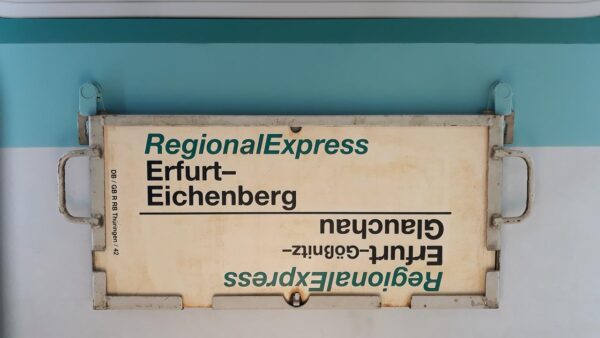 RegionalExpress
Erfurt–
Eichenberg
RegionalExpress
Erfurt–Gößnitz–
Glauchau
DB / GB R RB Thüringen / 42